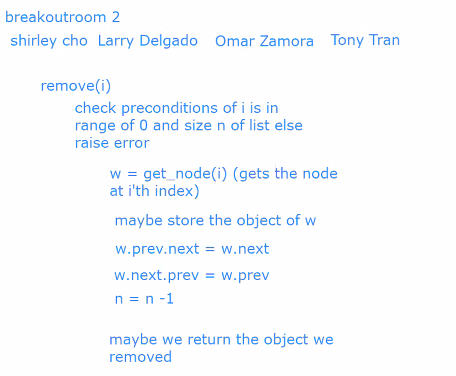 breakoutroom 2
shirley cho Larry Delgado Omar Zamora Tony Tran
remove(i)
check preconditions of i is in
range of 0 and size n of list else
raise error
w = get_node(i) (gets the node
at i'th index)
maybe store the object of w
w.prev.next = w.next
w.next.prev = w.prev
n = n -1
maybe we return the object we
removed